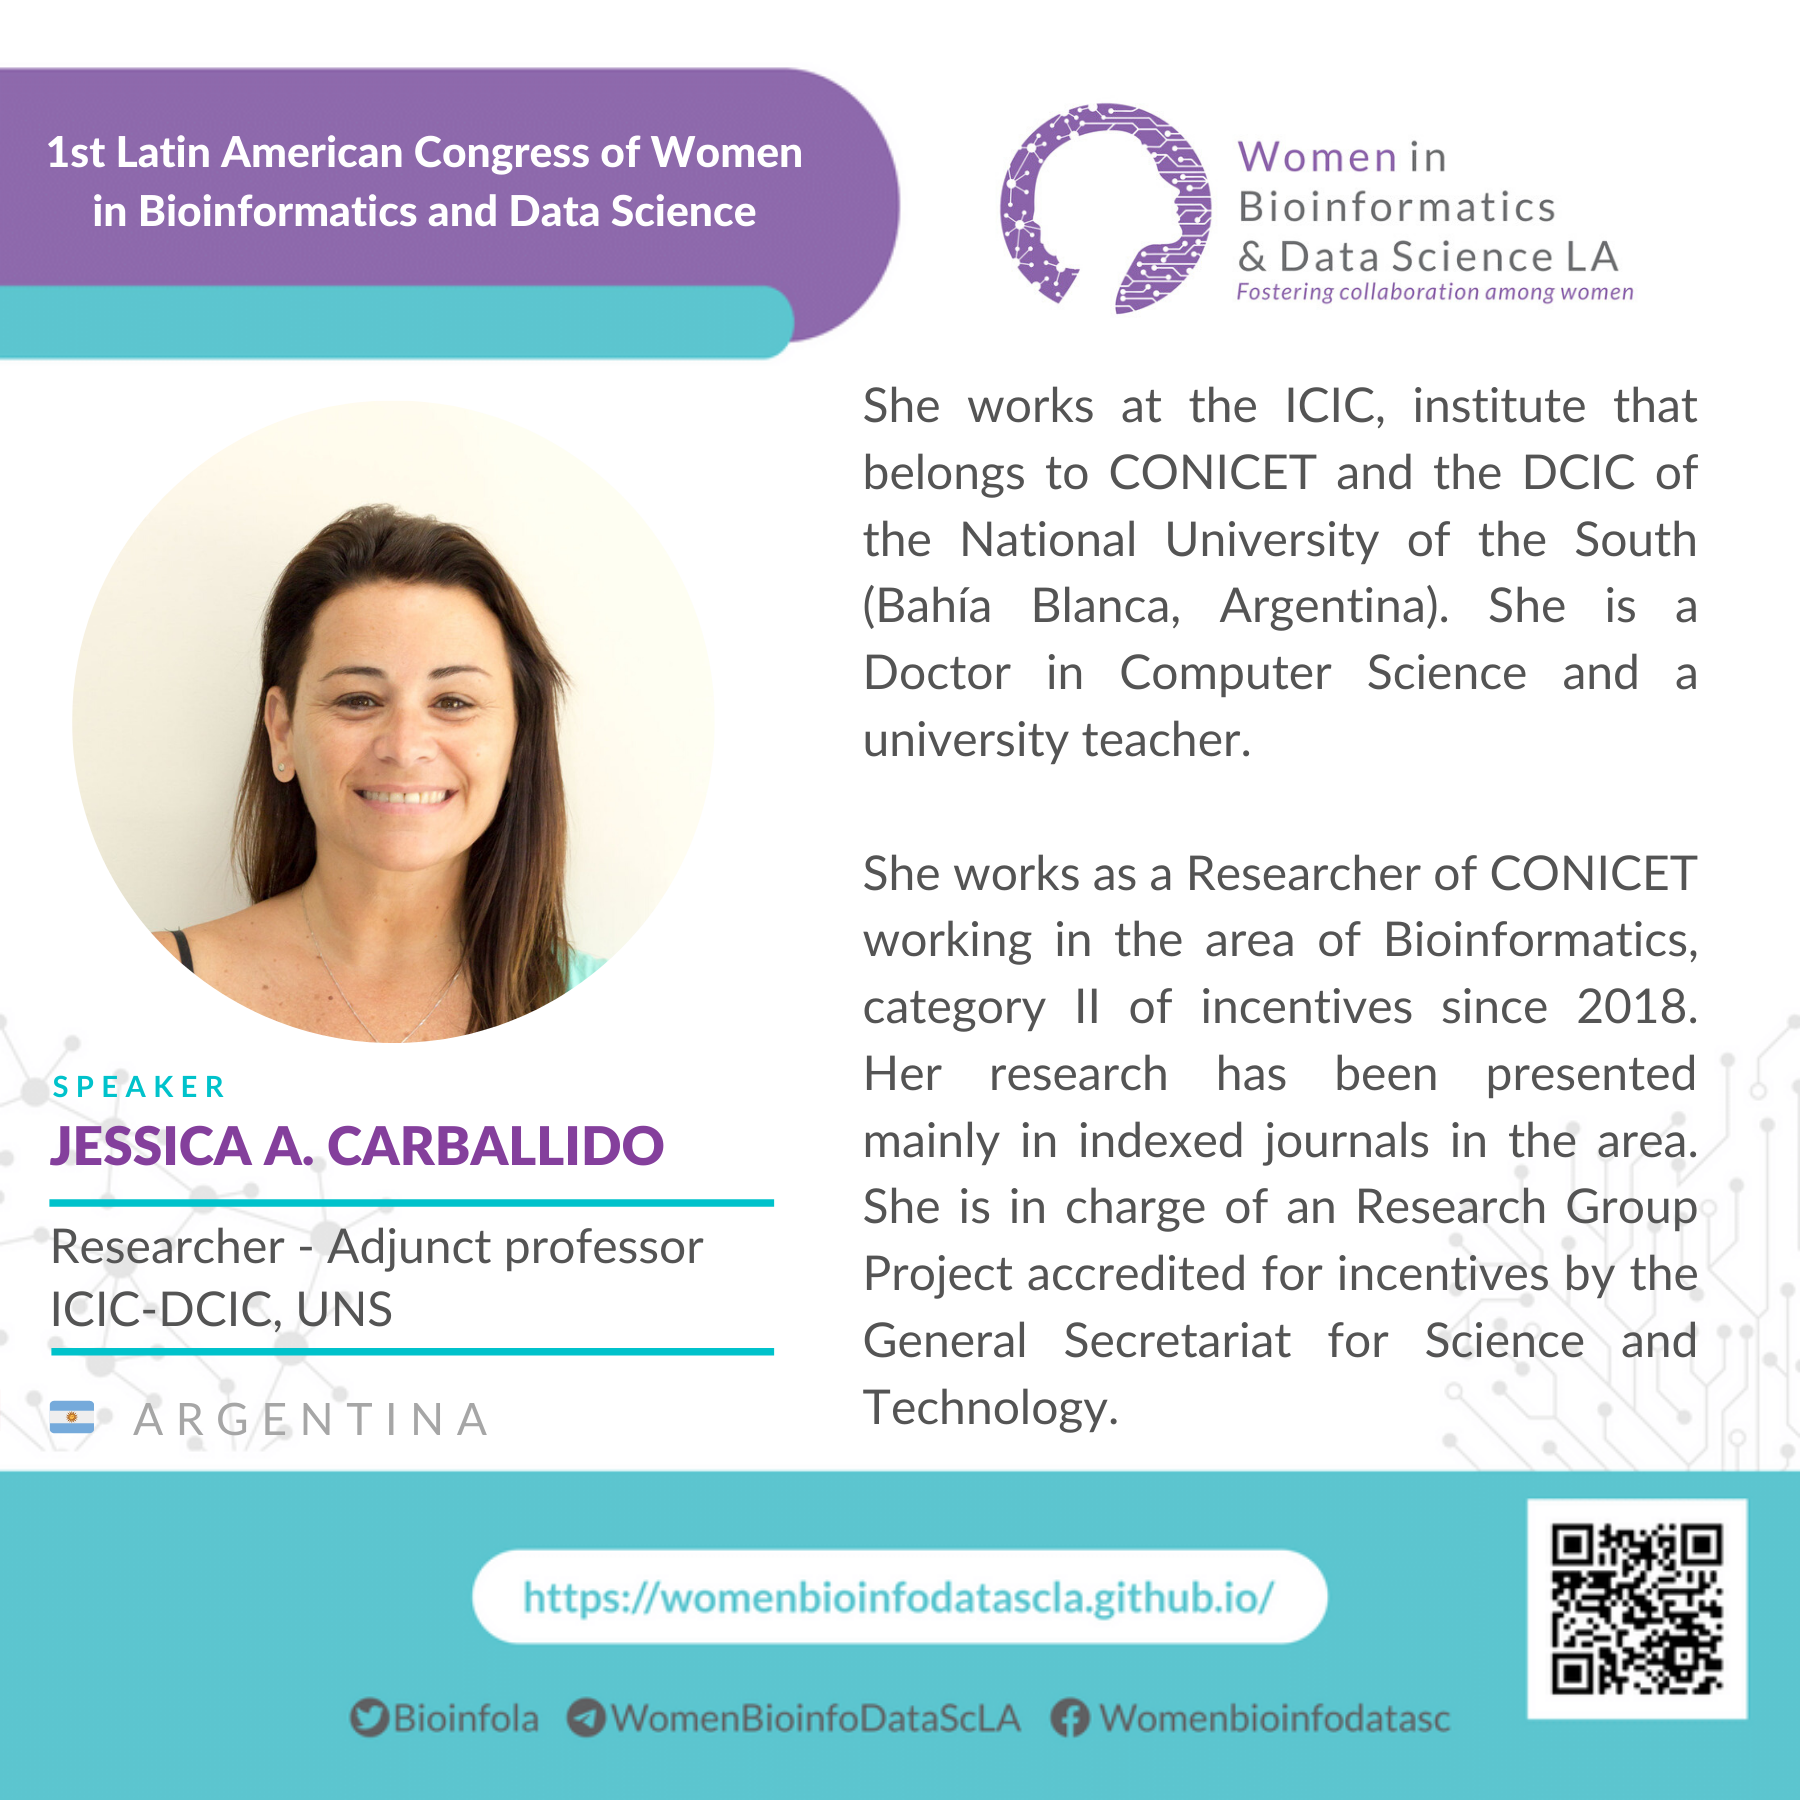 1st Latin American Congress of Women
in Bioinformatics and Data Science
Women in
Bioinformatics
& Data Science LA
Fostering collaboration among women
She works at the ICIC, institute that
belongs to CONICET and the DCIC of
the National University of the South
(Bahía Blanca, Argentina). She is a
Doctor in Computer Science and a
university teacher.
She works as a Researcher of CONICET
working in the area of Bioinformatics,
category II of incentives since 2018.
Her research has been presented
mainly in indexed journals in the area.
She is in charge of an Research Group
Project accredited for incentives by the
General Secretariat for Science and
Technology.
SPEAKER
JESSICA A. CARBALLIDO
Researcher - Adjunct professor
ICIC-DCIC, UNS
ARGENTINA
https://womenbioinfodatascla.github.io/
Bioinfola WomenBioinfoDataScLA Womenbioinfodatasc